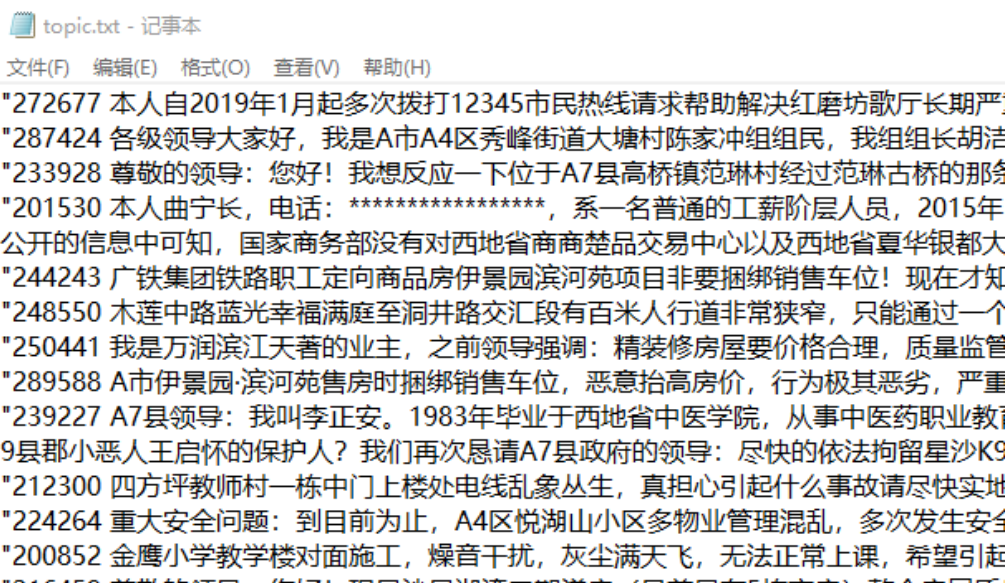 topic.txt - 记事本
文件(F) 编辑(E) 格式(O) 查看(V) 帮助(H)
"272677 本人自2019年1月起多次拨打12345市民热线请求帮助解决红磨坊歌厅长期严
"287424 各级领导大家好，我是A市A4区秀峰街道大塘村陈家冲组组民，我组组长胡洁
"233928 尊敬的领导：您好！我想反应一下位于A7县高桥镇范琳村经过范琳古桥的那条
"201530 本人曲宁长，电话：*****************，系一名普通的工薪阶层人员，2015年
公开的信息中可知，国家商务部没有对西地省商商楚品交易中心以及西地省夏华银都大
"244243 广铁集团铁路职工定向商品房伊景园滨河苑项目非要捆绑销售车位！现在才知
"248550 木莲中路蓝光幸福满庭至洞井路交汇段有百米人行道非常狭窄，只能通过一个
"250441 我是万润滨江天著的业主，之前领导强调：精装修房屋要价格合理，质量监管
"289588 A市伊景园·滨河苑售房时捆绑销售车位，恶意抬高房价，行为极其恶劣，严重
"239227 A7县领导：我叫李正安。1983年毕业于西地省中医学院，从事中医药职业教育
9县郡小恶人王启怀的保护人？我们再次恳请A7县政府的领导：尽快的依法拘留星沙K9
"212300 四方坪教师村一栋中门上楼处电线乱象丛生，真担心引起什么事故请尽快实地
"224264 重大安全问题：到目前为止，A4区悦湖山小区多物业管理混乱，多次发生安全
"200852 金鹰小学教学楼对面施工，燥音干扰，灰尘满天飞，无法正常上课，希望引起